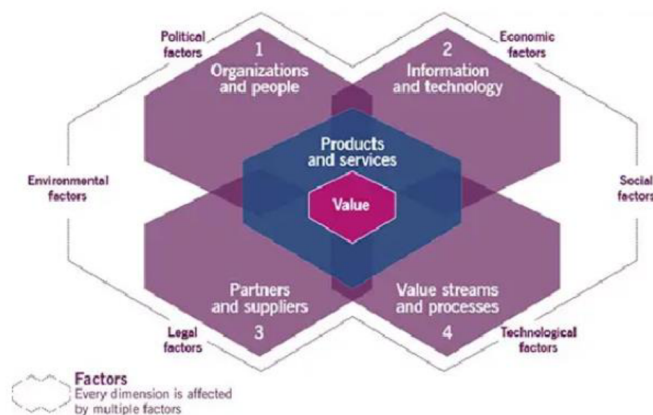 Political
factors
Economic
factors
1
Organizations
and people
2
Information
and technology
Products
and services
Environmental
factors
Value
Social
factors
Partners
and suppliers
3
Value streams
and processes
4
Legal
factors
Technological
factors
Factors
Every dimension is affected
by multiple factors